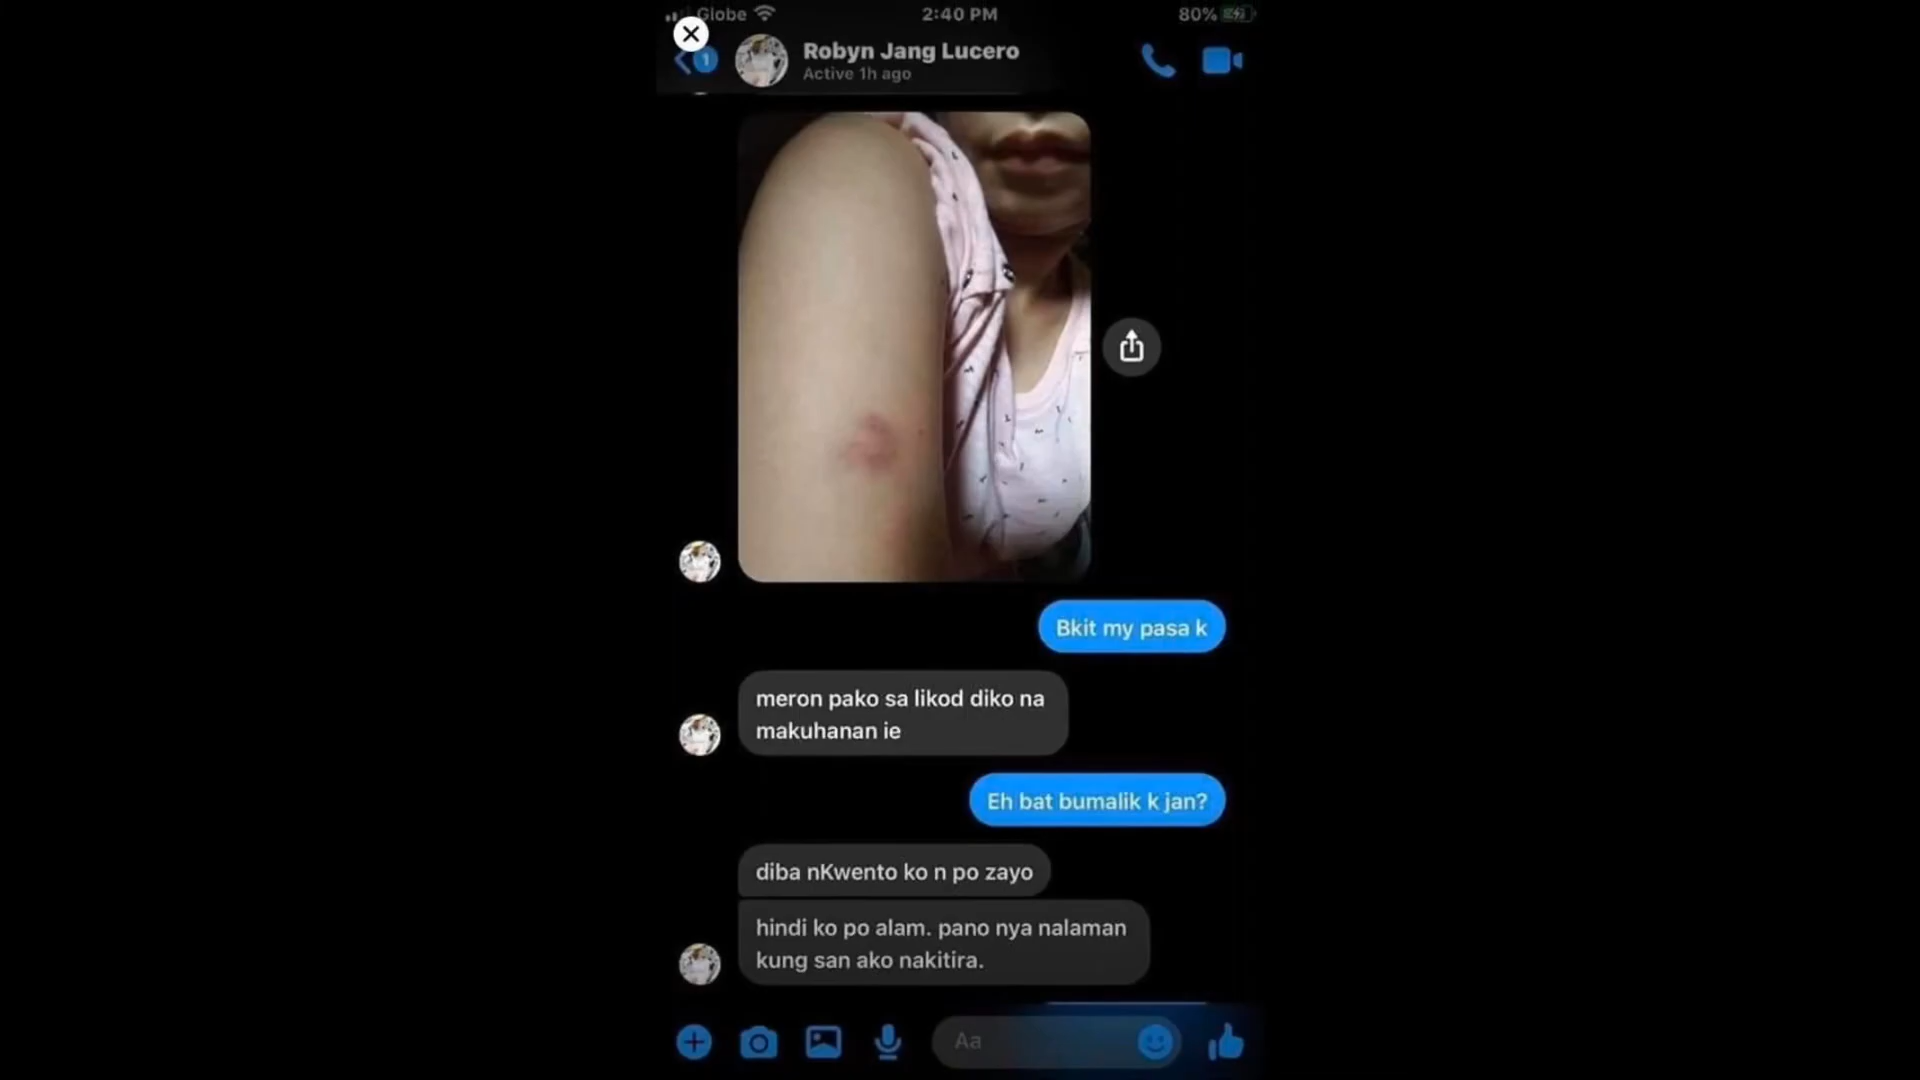 Globe
2:40 PM
80%
1
Robyn Jang Lucero
Active 1h ago
Bkit my pasa k
meron pako sa likod diko na
makuhanan ie
Eh bat bumalik k jan?
diba nKwento ko n po zayo
hindi ko po alam. pano nya nalaman
kung san ako nakitira.
Aa